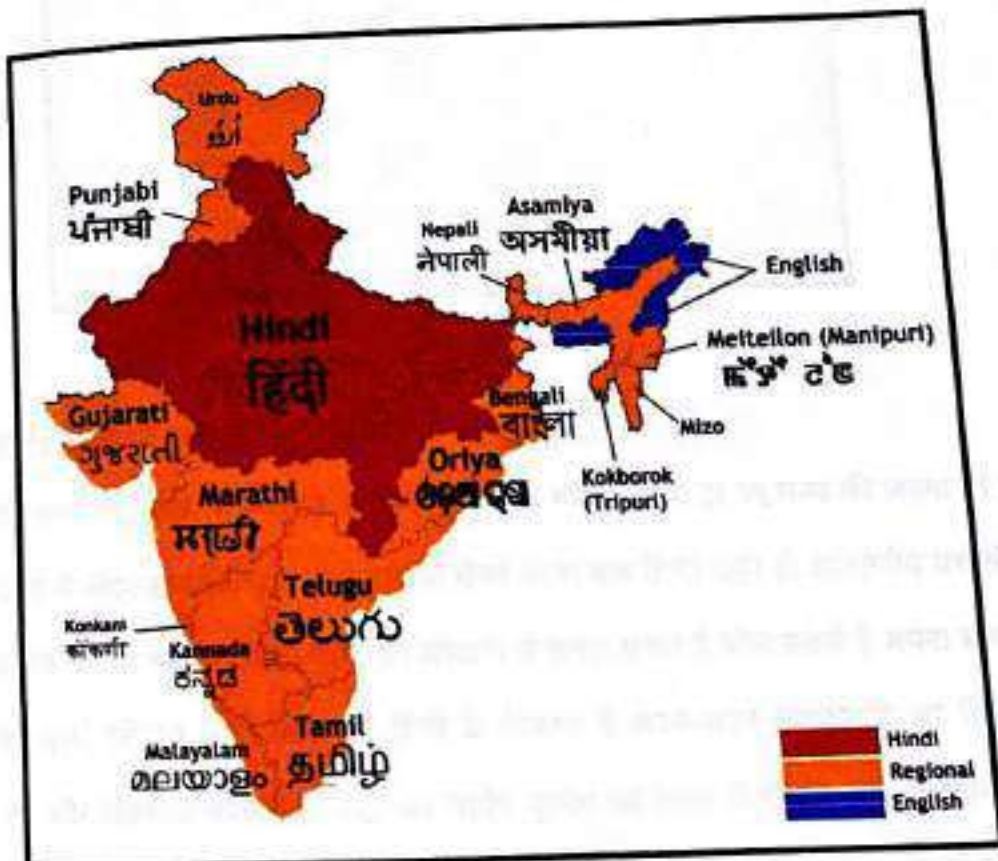 Urdu
اُردُو
Punjabi
ਪੰਜਾਬੀ
Nepali
नेपाली
Asamiya
অসমীয়া
English
Hindi
हिंदी
Meiteilon (Manipuri)
Gujarati
ગુજરાતી
Bengali
বাংলা
Mizo
Oriya
Kokborok
(Tripuri)
Marathi
मराठी
Telugu
తెలుగు
Konkani
कोंकणी
Kannada
ಕನ್ನಡ
Tamil
தமிழ்
Malayalam
മലയാളം
Hindi
Regional
English